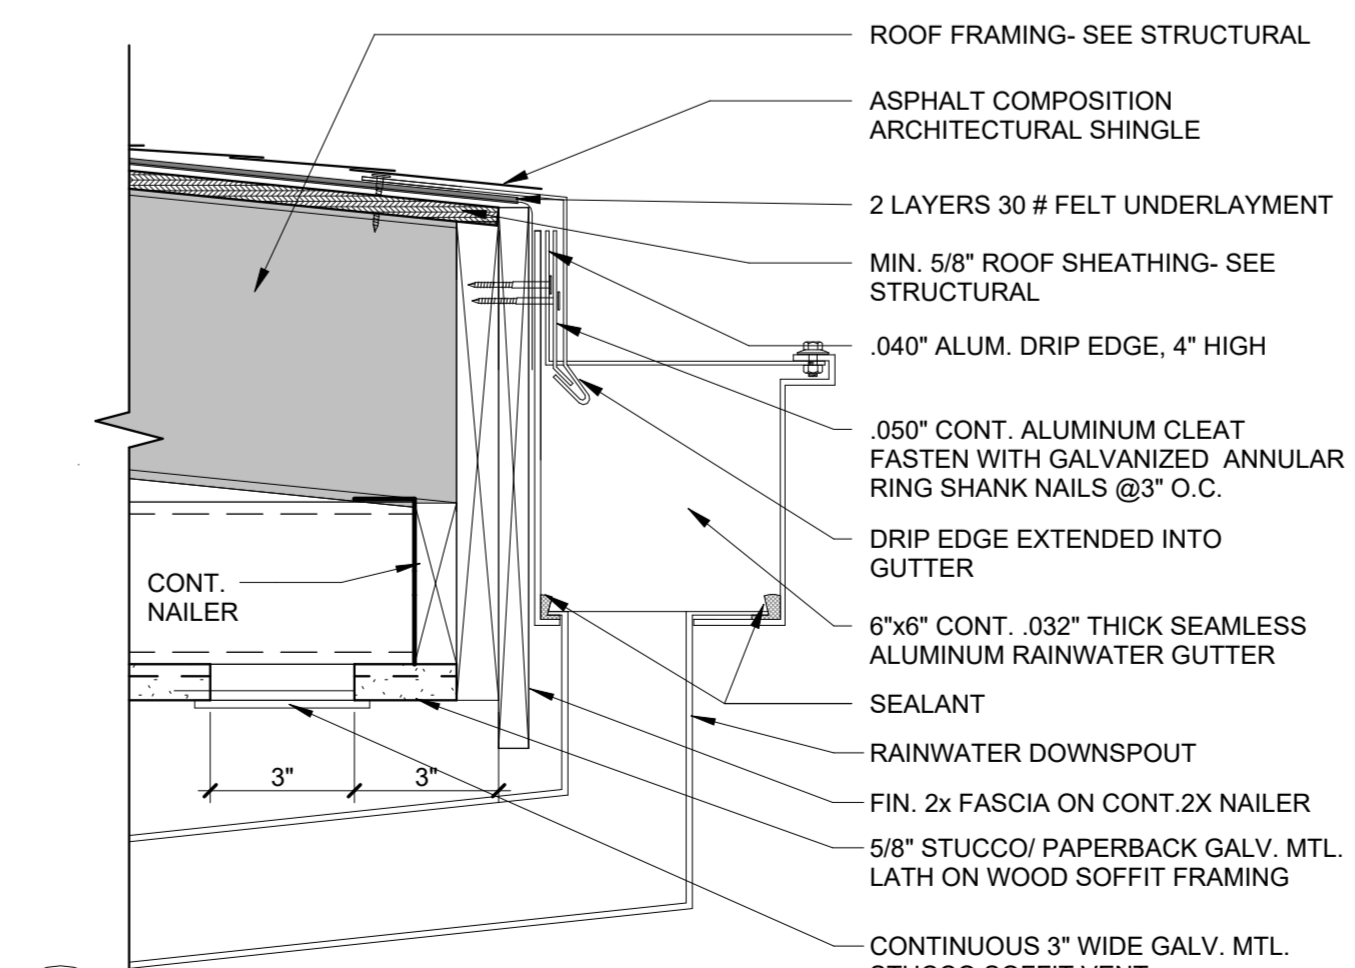 ROOF FRAMING- SEE STRUCTURAL
ASPHALT COMPOSITION
ARCHITECTURAL SHINGLE
2 LAYERS 30 # FELT UNDERLAYMENT
MIN. 5/8" ROOF SHEATHING- SEE
STRUCTURAL
.040" ALUM. DRIP EDGE, 4" HIGH
.050" CONT. ALUMINUM CLEAT
FASTEN WITH GALVANIZED ANNULAR
RING SHANK NAILS @3" O.C.
DRIP EDGE EXTENDED INTO
GUTTER
CONT.
NAILER
6"x6" CONT. .032" THICK SEAMLESS
ALUMINUM RAINWATER GUTTER
SEALANT
RAINWATER DOWNSPOUT
3"
3"
FIN. 2x FASCIA ON CONT.2X NAILER
5/8" STUCCO/ PAPERBACK GALV. MTL.
LATH ON WOOD SOFFIT FRAMING
CONTINUOUS 3" WIDE GALV. MTL.
STUCCO SOFFIT VENT